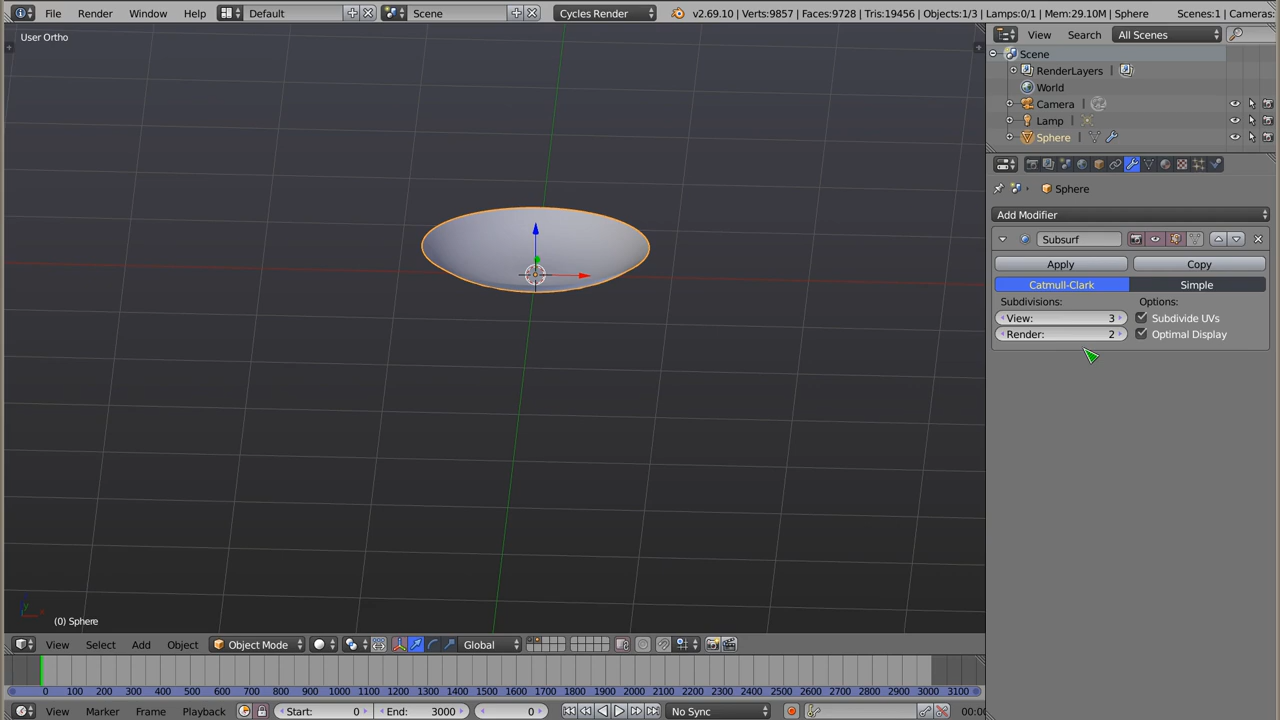 File Render Window Help Default Scene Cycles Render v2.69.10 | Verts:9857 | Faces:9728 | Tris:19456 | Objects:1/3 | Lamps:0/1 | Mem:29.10M | Sphere Scenes:1 | Cameras:
User Ortho
View Search All Scenes
Scene
RenderLayers
World
Camera
Lamp
Sphere
Sphere
Add Modifier
Subsurf
Apply Copy
Catmull-Clark Simple
Subdivisions: Options:
View: 3 Subdivide UVs
Render: 2 Optimal Display
(0) Sphere
View Select Add Object Object Mode Global
0 100 200 300 400 500 600 700 800 900 1000 1100 1200 1300 1400 1500 1600 1700 1800 1900 2000 2100 2200 2300 2400 2500 2600 2700 2800 2900 3000 3100
View Marker Frame Playback Start: 0 End: 3000 0 No Sync 00:0